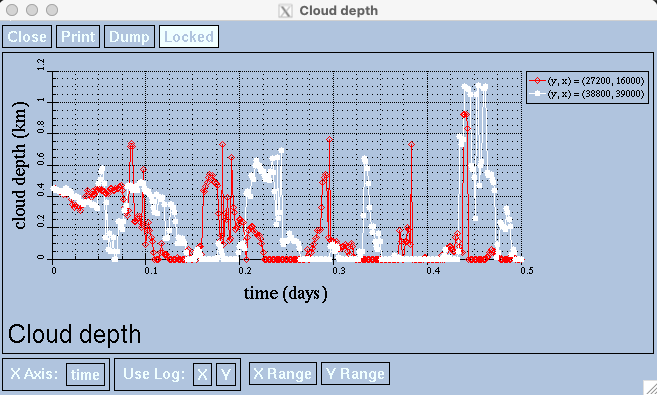 Cloud depth
Close Print Dump Locked
(y, x) = (27200, 16000)
(y, x) = (38800, 39000)
cloud depth (km)
1.2
1
0.8
0.6
0.4
0.2
0
0 0.1 0.2 0.3 0.4 0.5
time (days)
Cloud depth
X Axis: time Use Log: X Y X Range Y Range